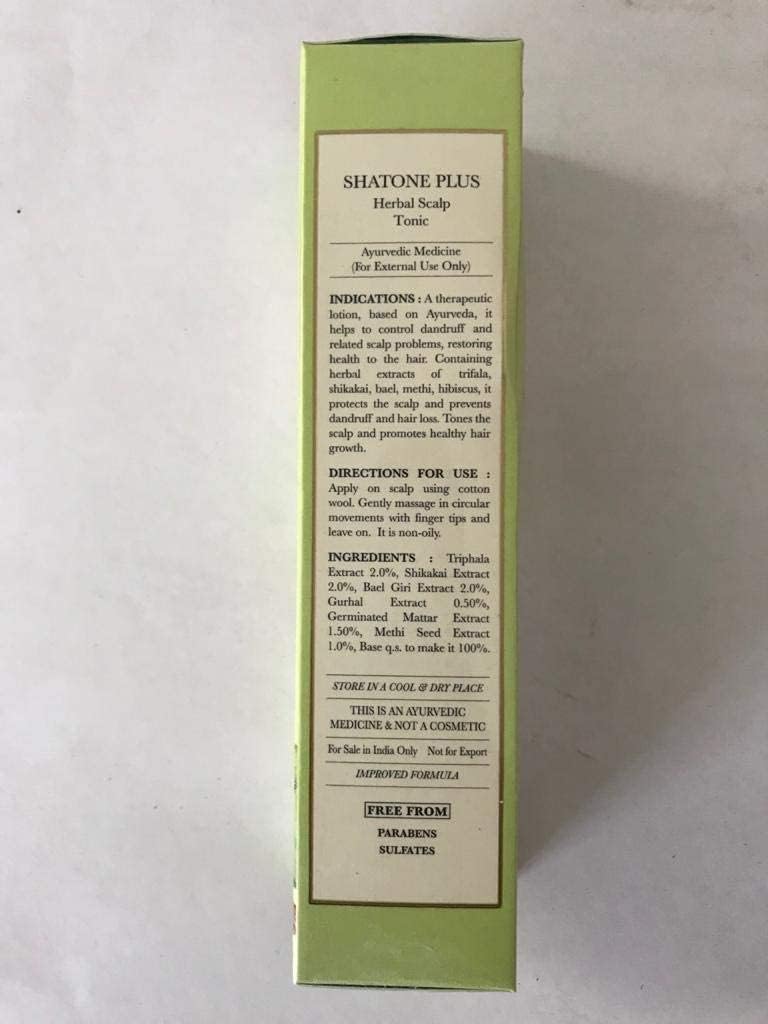 SHATONE PLUS
Herbal Scalp
Tonic
Ayurvedic Medicine
(For External Use Only)
INDICATIONS : A therapeutic
lotion, based on Ayurveda, it
helps to control dandruff and
related scalp problems, restoring
health to the hair. Containing
herbal extracts of trifala,
shikakai, bael, methi, hibiscus, it
protects the scalp and prevents
dandruff and hair loss. Tones the
scalp and promotes healthy hair
growth.
DIRECTIONS FOR USE :
Apply on scalp using cotton
wool. Gently massage in circular
movements with finger tips and
leave on. It is non-oily.
INGREDIENTS : Triphala
Extract 2.0%, Shikakai Extract
2.0%, Bael Giri Extract 2.0%,
Gurhal Extract 0.50%,
Germinated Mattar Extract
1.50%, Methi Seed Extract
1.0%, Base q.s. to make it 100%.
STORE IN A COOL & DRY PLACE
THIS IS AN AYURVEDIC
MEDICINE & NOT A COSMETIC
For Sale in India Only Not for Export
IMPROVED FORMULA
FREE FROM
PARABENS
SULFATES